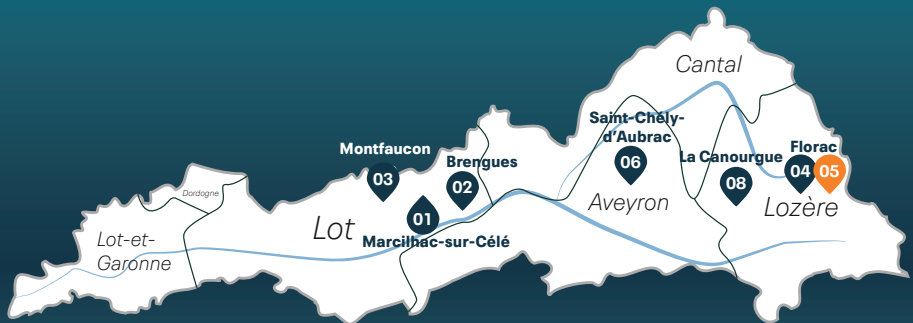 Cantal
Saint-Chély-
d'Aubrac
Montfaucon
Florac
Brengues
La Canourgue
03
02
06
08
04
05
Dordogne
01
Aveyron
Lozère
Lot
Marcilhac-sur-Célé
Lot-et-
Garonne